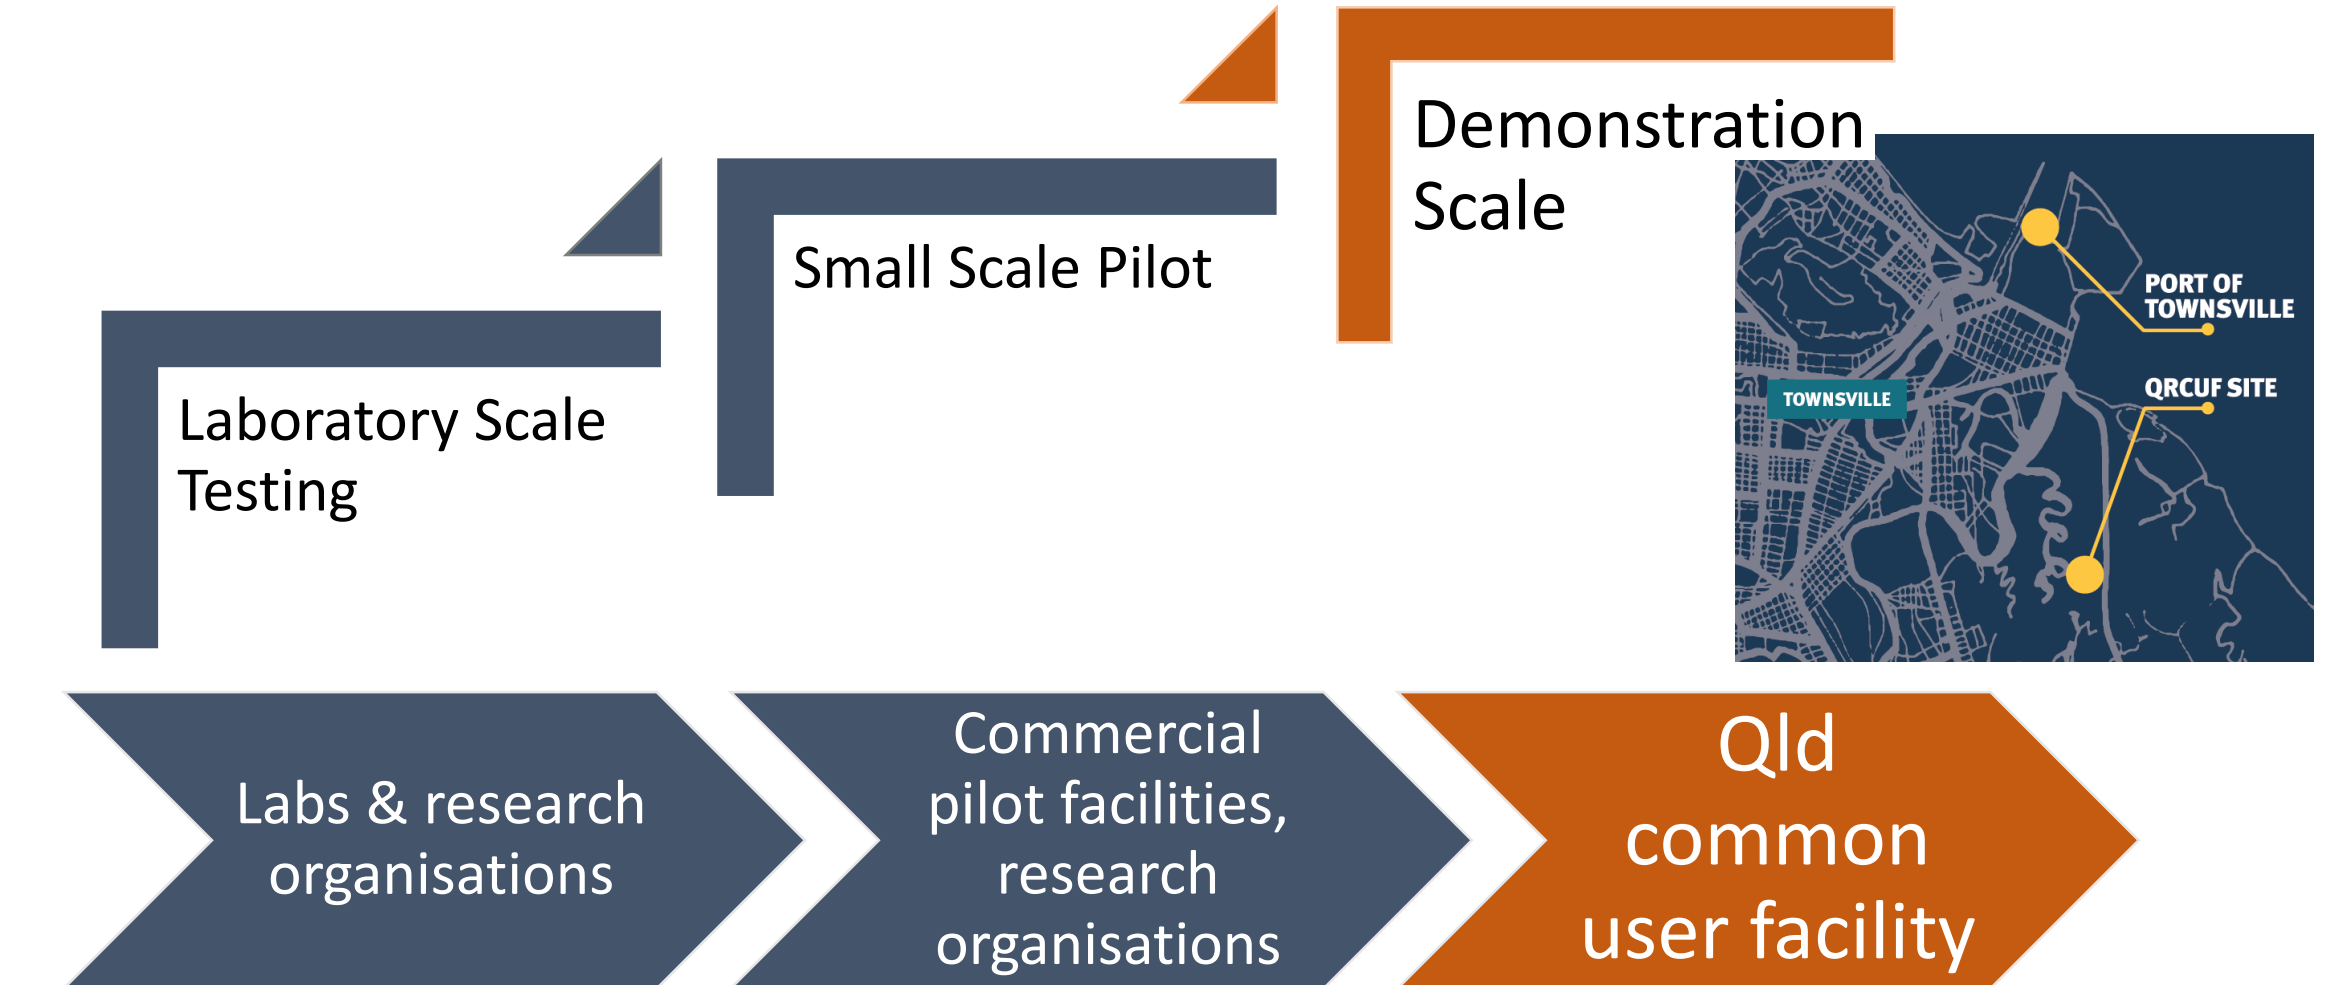 Demonstration
Scale
Small Scale Pilot
Laboratory Scale
Testing
PORT OF
TOWNSVILLE
QRCUF SITE
TOWNSVILLE
Labs & research
organisations
Commercial
pilot facilities,
research
organisations
Qld
common
user facility